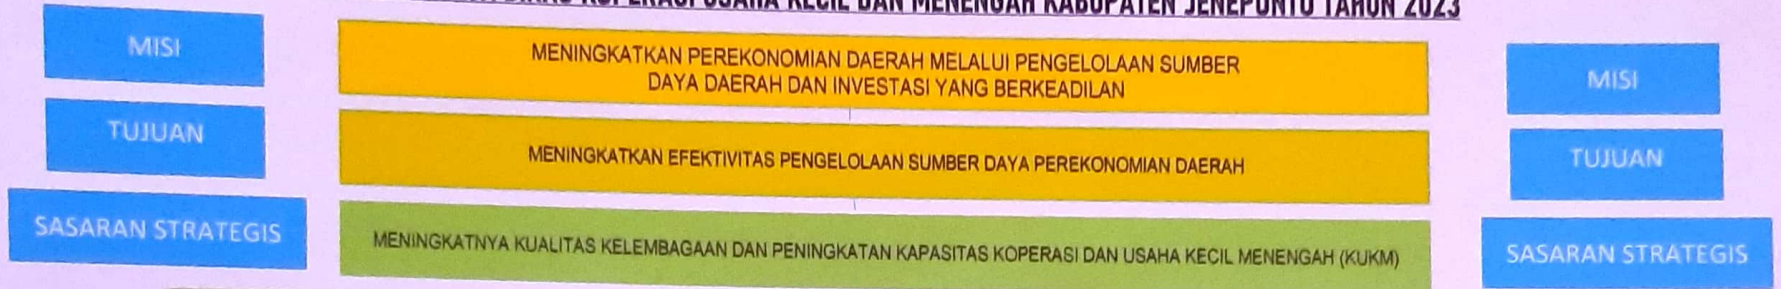 KOPERASI USAHA KECIL DAN MENENGAH KABUPATEN JENEPONTO TAHUN 2023
MISI
MENINGKATKAN PEREKONOMIAN DAERAH MELALUI PENGELOLAAN SUMBER
DAYA DAERAH DAN INVESTASI YANG BERKEADILAN
MISI
TUJUAN
MENINGKATKAN EFEKTIVITAS PENGELOLAAN SUMBER DAYA PEREKONOMIAN DAERAH
TUJUAN
SASARAN STRATEGIS
MENINGKATNYA KUALITAS KELEMBAGAAN DAN PENINGKATAN KAPASITAS KOPERASI DAN USAHA KECIL MENENGAH (KUKM)
SASARAN STRATEGIS